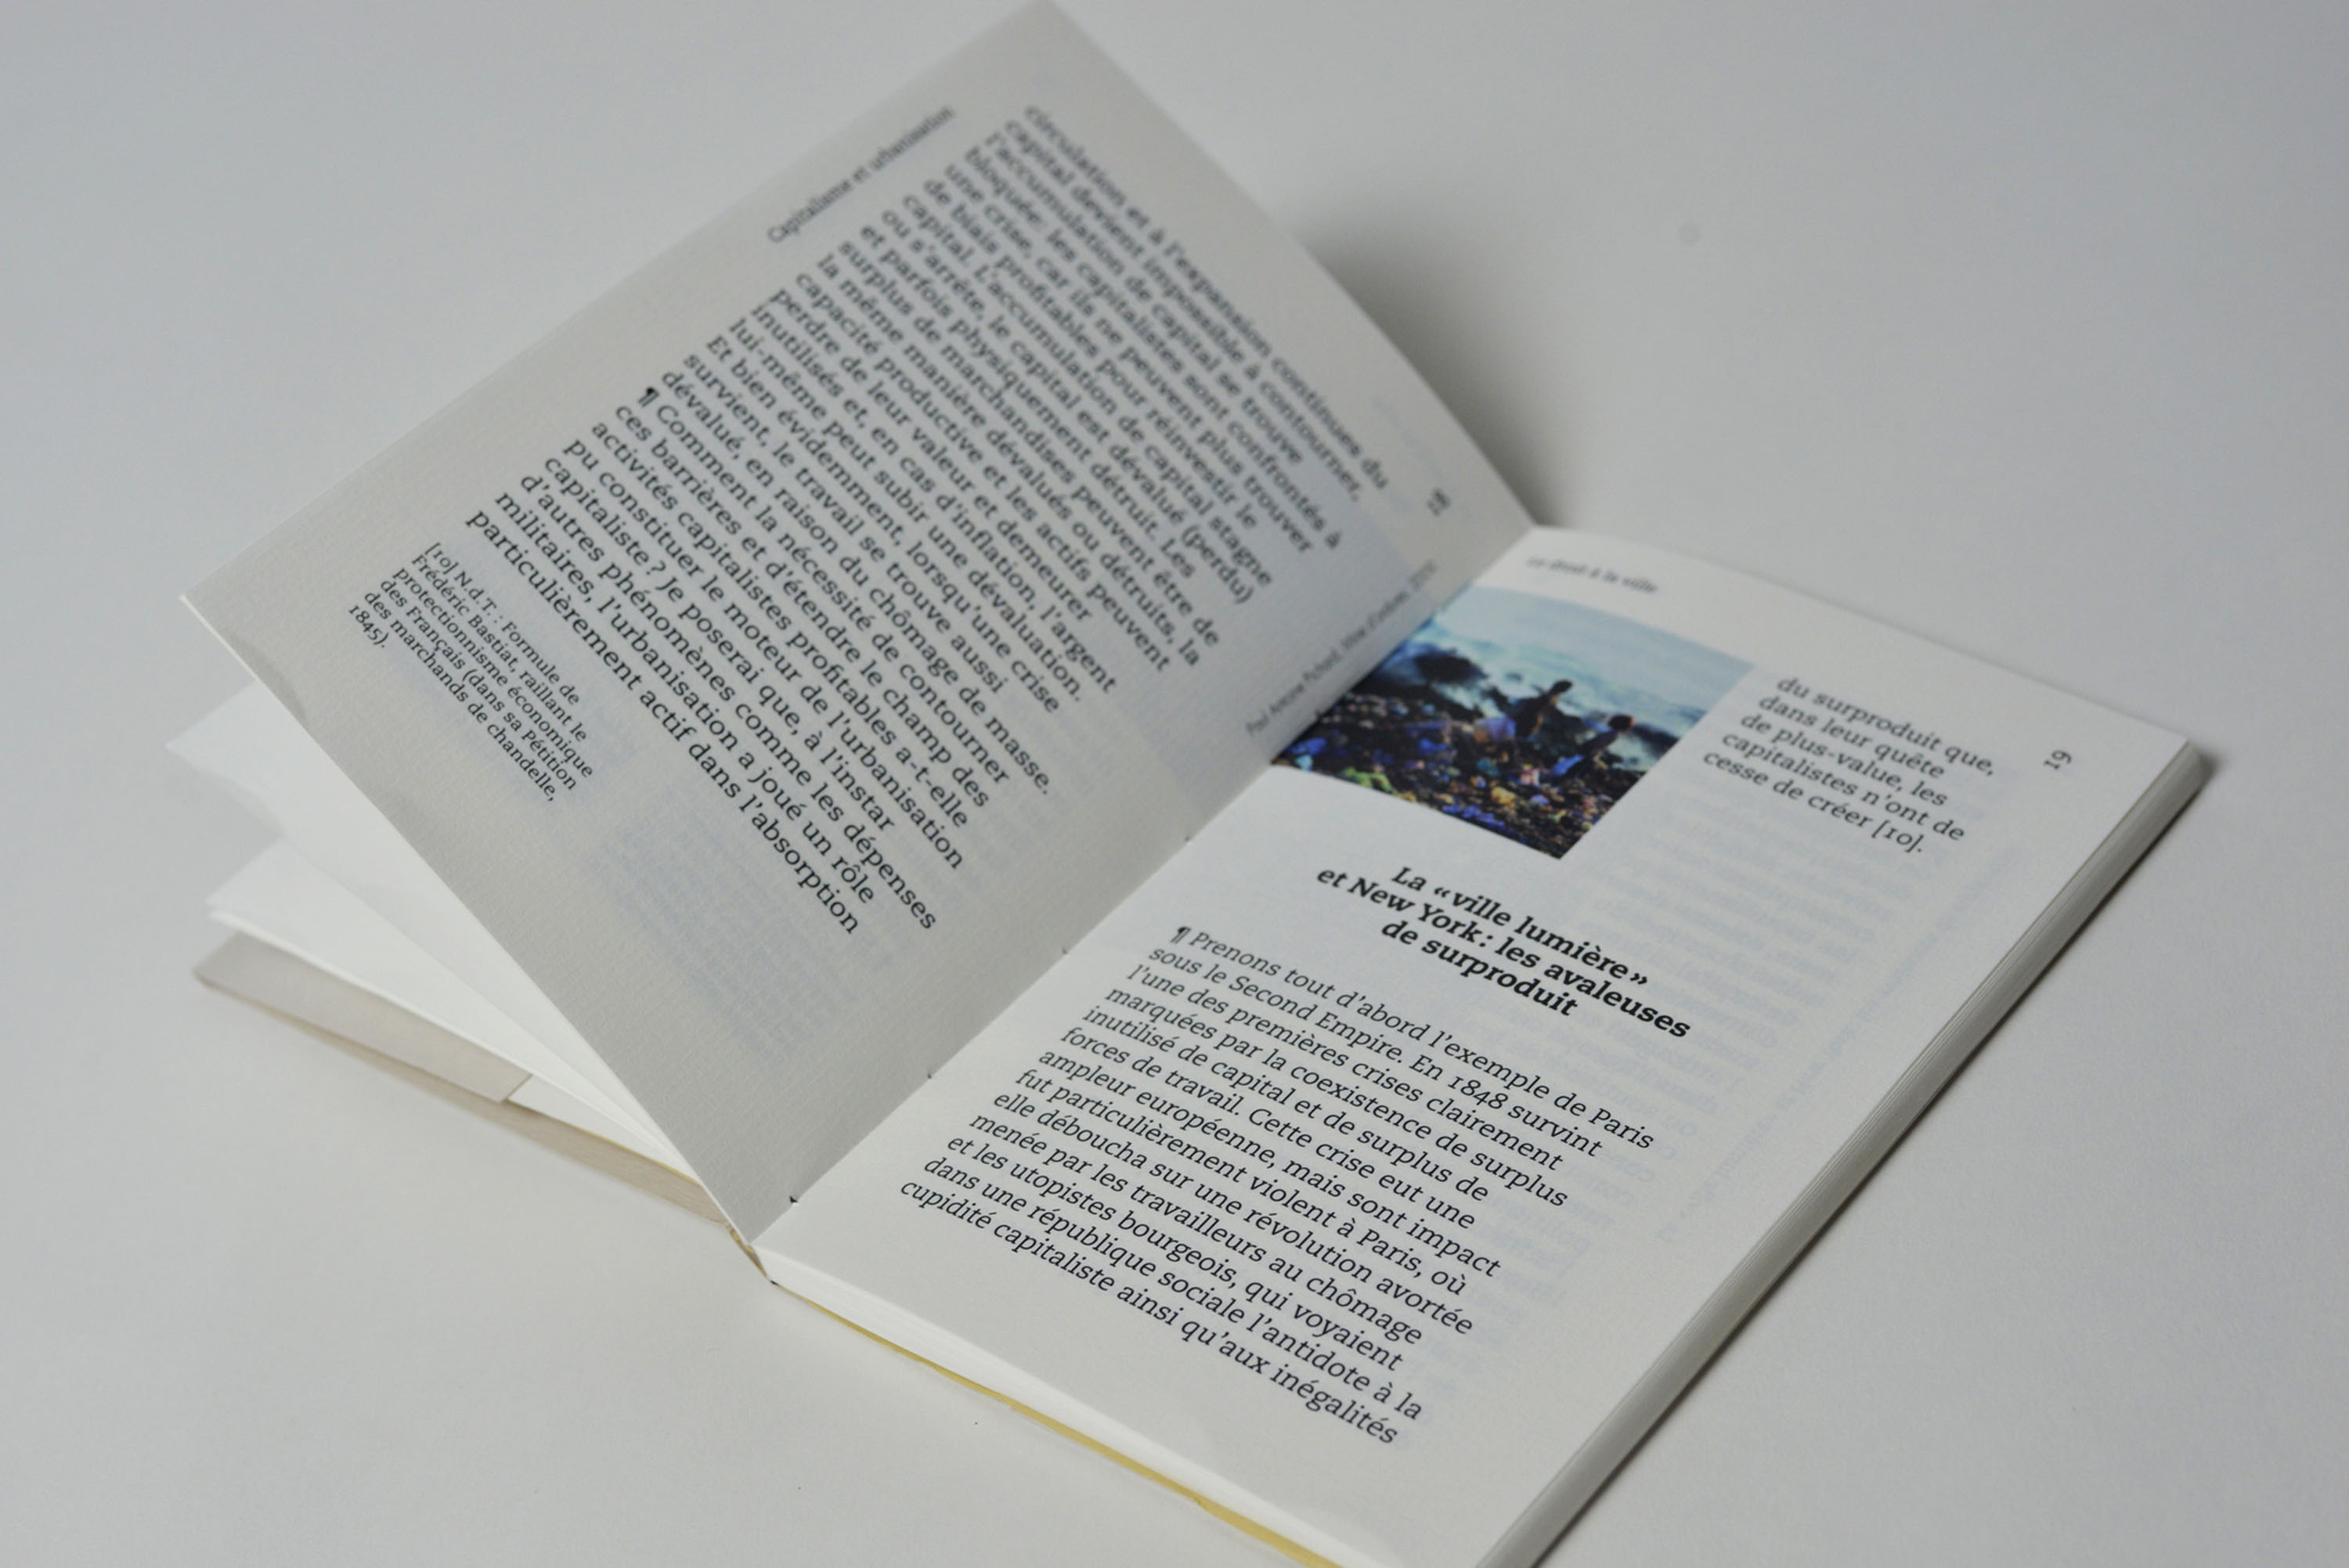 Capitalisme et urbanisation
18
circulation et à l'expansion continues du
capital devient impossible à contourner,
l'accumulation de capital se trouve
bloquée: les capitalistes sont confrontés à
une crise, car ils ne peuvent plus trouver
de biais profitables pour réinvestir le
capital. L'accumulation de capital stagne
ou s'arrête, le capital est dévalué (perdu)
et parfois physiquement détruit. Les
surplus de marchandises peuvent être de
la même manière dévalués ou détruits, la
capacité productive et les actifs peuvent
perdre de leur valeur et demeurer
inutilisés et, en cas d'inflation, l'argent
lui-même peut subir une dévaluation.
Et bien évidemment, lorsqu'une crise
survient, le travail se trouve aussi
dévalué, en raison du chômage de masse.
¶ Comment la nécessité de contourner
ces barrières et d'étendre le champ des
activités capitalistes profitables a-t-elle
pu constituer le moteur de l'urbanisation
capitaliste ? Je poserai que, à l'instar
d'autres phénomènes comme les dépenses
militaires, l'urbanisation a joué un rôle
particulièrement actif dans l'absorption
[10] N.d.T. : Formule de
Frédéric Bastiat, raillant le
protectionnisme économique
des Français (dans sa Pétition
des marchands de chandelle,
1845).
Paul Antoine Pichard, Mine d'ordures,
Le droit à la ville
19
du surproduit que,
dans leur quête
de plus-value, les
capitalistes n'ont de
cesse de créer [10].
La «ville lumière»
et New York : les avaleuses
de surproduit
¶ Prenons tout d'abord l'exemple de Paris
sous le Second Empire. En 1848 survint
l'une des premières crises clairement
marquées par la coexistence de surplus
inutilisé de capital et de surplus de
forces de travail. Cette crise eut une
ampleur européenne, mais sont impact
fut particulièrement violent à Paris, où
elle déboucha sur une révolution avortée
menée par les travailleurs au chômage
et les utopistes bourgeois, qui voyaient
dans une république sociale l'antidote à la
cupidité capitaliste ainsi qu'aux inégalités